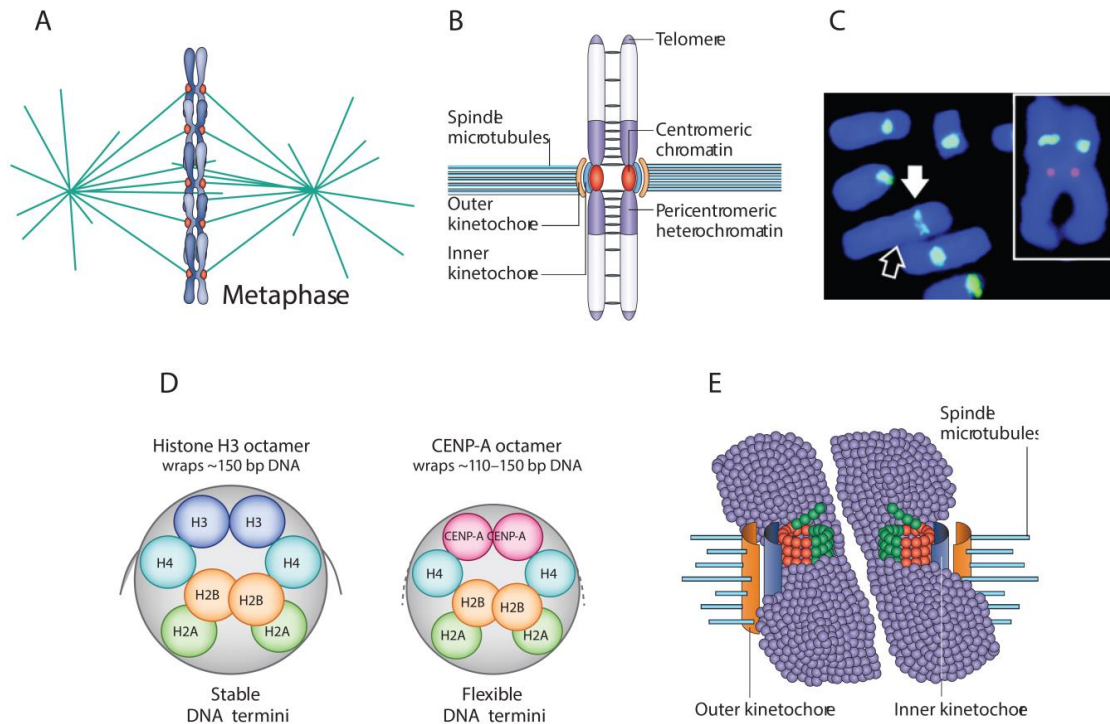 A
Metaphase
B
Telomere
Spindle
microtubules
Centromeric
chromatin
Outer
kinetochore
Pericentromeric
heterochromatin
Inner
kinetochore
C
D
Histone H3 octamer
wraps ~150 bp DNA
H3
H3
H4
H4
H2B
H2B
H2A
H2A
Stable
DNA termini
CENP-A octamer
wraps ~110–150 bp DNA
CENP-A
CENP-A
H4
H4
H2B
H2B
H2A
H2A
Flexible
DNA termini
E
Spindle
microtubules
Outer kinetochore
Inner kinetochore